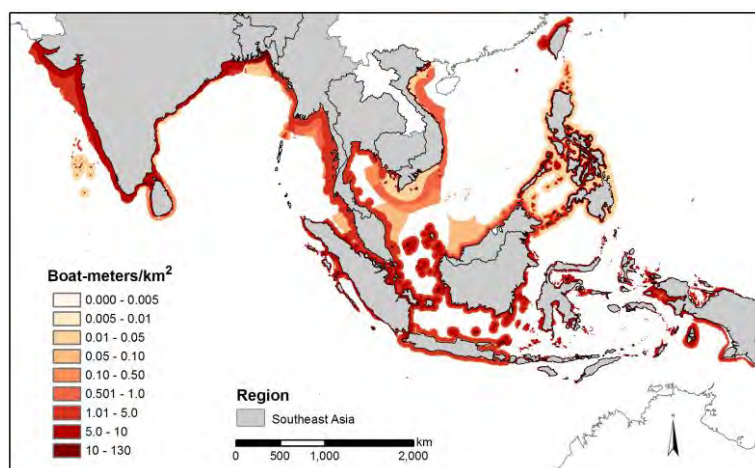 Boat-meters/km²
0.000 - 0.005
0.005 - 0.01
0.01 - 0.05
0.05 - 0.10
0.10 - 0.50
0.501 - 1.0
1.01 - 5.0
5.0 - 10
10 - 130
Region
Southeast Asia
km
0 500 1,000 2,000